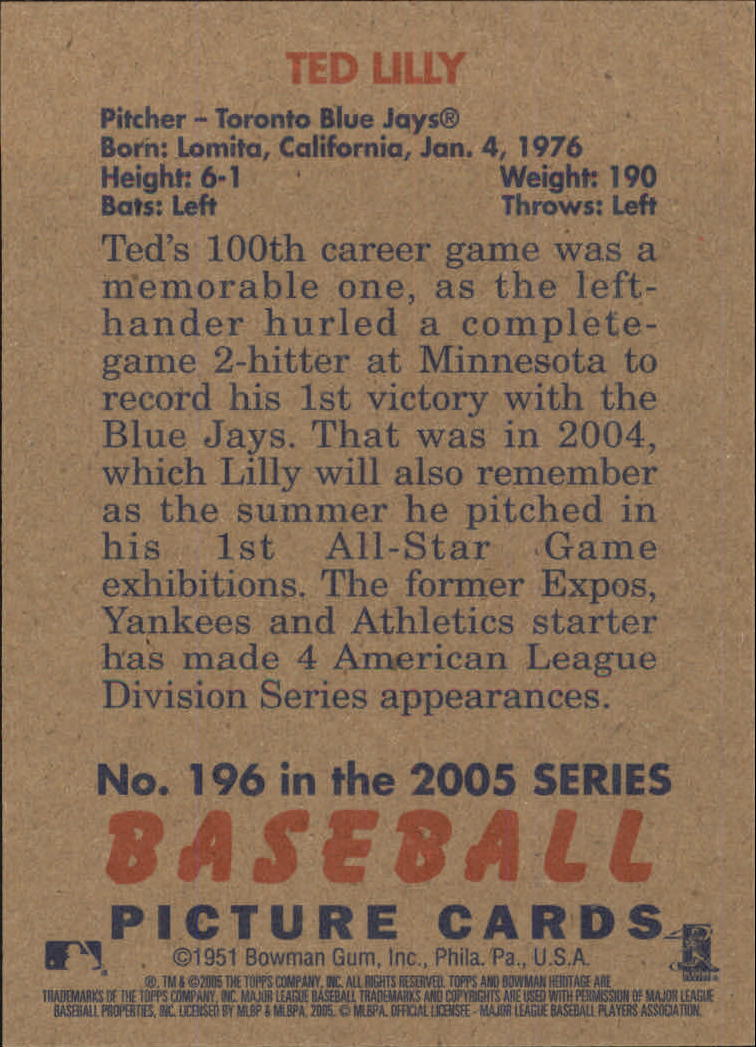 TED LILLY
Pitcher – Toronto Blue Jays®
Born: Lomita, California, Jan. 4, 1976
Height: 6-1 Weight: 190
Bats: Left Throws: Left
Ted's 100th career game was a
memorable one, as the left-
hander hurled a complete-
game 2-hitter at Minnesota to
record his 1st victory with the
Blue Jays. That was in 2004,
which Lilly will also remember
as the summer he pitched in
his 1st All-Star Game
exhibitions. The former Expos,
Yankees and Athletics starter
has made 4 American League
Division Series appearances.
No. 196 in the 2005 SERIES
BASEBALL
PICTURE CARDS
©1951 Bowman Gum, Inc., Phila. Pa., U.S.A.
®, TM & ©2005 THE TOPPS COMPANY, INC. ALL RIGHTS RESERVED. TOPPS AND BOWMAN HERITAGE ARE
TRADEMARKS OF THE TOPPS COMPANY, INC. MAJOR LEAGUE BASEBALL TRADEMARKS AND COPYRIGHTS ARE USED WITH PERMISSION OF MAJOR LEAGUE
BASEBALL PROPERTIES, INC. LICENSED BY MLBP & MLBPA, 2005. © MLBPA. OFFICIAL LICENSEE - MAJOR LEAGUE BASEBALL PLAYERS ASSOCIATION.